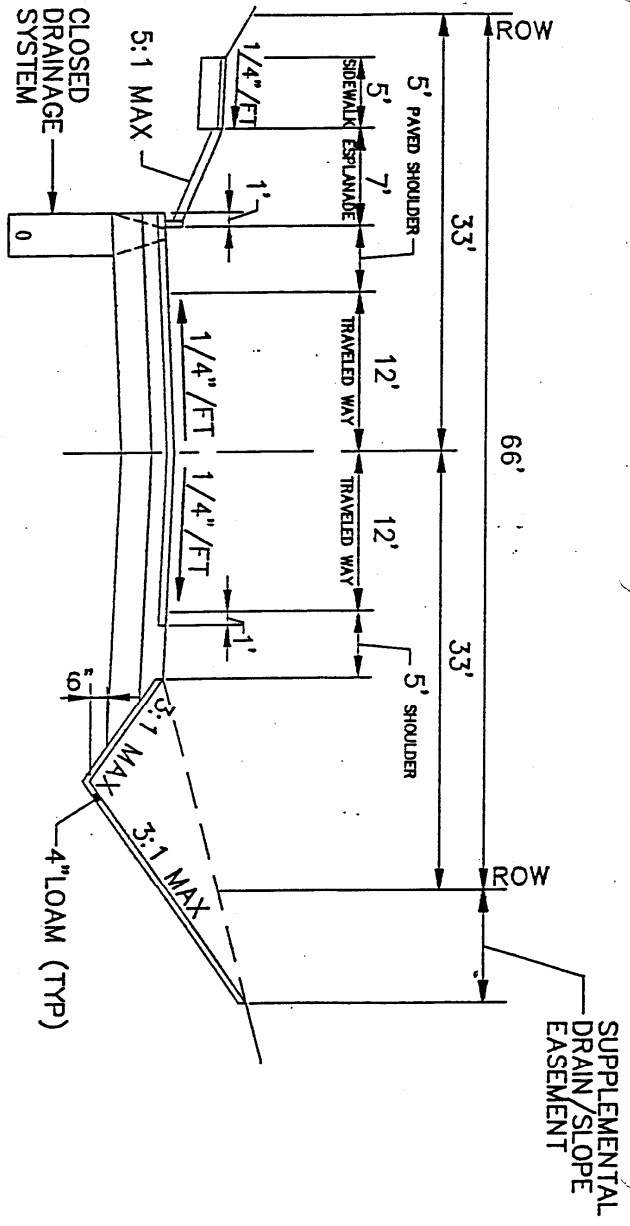 ROW
66'
ROW
33'
33'
SUPPLEMENTAL
DRAIN/SLOPE
EASEMENT
5' PAVED SHOULDER
5' SHOULDER
5'
SIDEWALK
7'
ESPLANADE
12'
TRAVELED WAY
12'
TRAVELED WAY
1/4"/FT
1'
1/4"/FT
1/4"/FT
1'
5:1 MAX
3:1 MAX
3:1 MAX
6"
4"LOAM (TYP)
CLOSED
DRAINAGE
SYSTEM
0